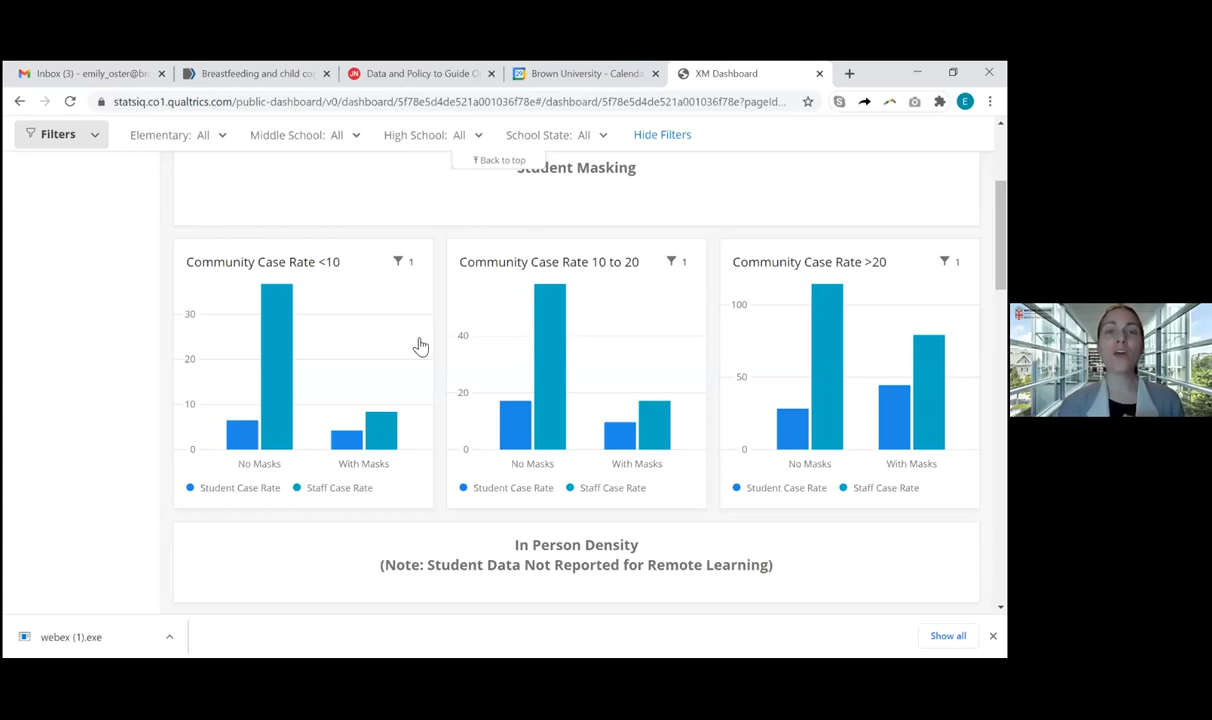 Inbox (3) - emily_oster@br
Breastfeeding and child co
Data and Policy to Guide O
Brown University - Calenda
XM Dashboard
statsiq.co1.qualtrics.com/public-dashboard/v0/dashboard/5f78e5d4de521a001036f78e#/dashboard/5f78e5d4de521a001036f78e?pageId...
E
Filters
Elementary: All
Middle School: All
High School: All
School State: All
Hide Filters
Back to top
Student Masking
Community Case Rate <10
1
30
20
10
0
No Masks
With Masks
Student Case Rate
Staff Case Rate
Community Case Rate 10 to 20
1
40
20
0
No Masks
With Masks
Student Case Rate
Staff Case Rate
Community Case Rate >20
1
100
50
0
No Masks
With Masks
Student Case Rate
Staff Case Rate
In Person Density
(Note: Student Data Not Reported for Remote Learning)
webex (1).exe
Show all